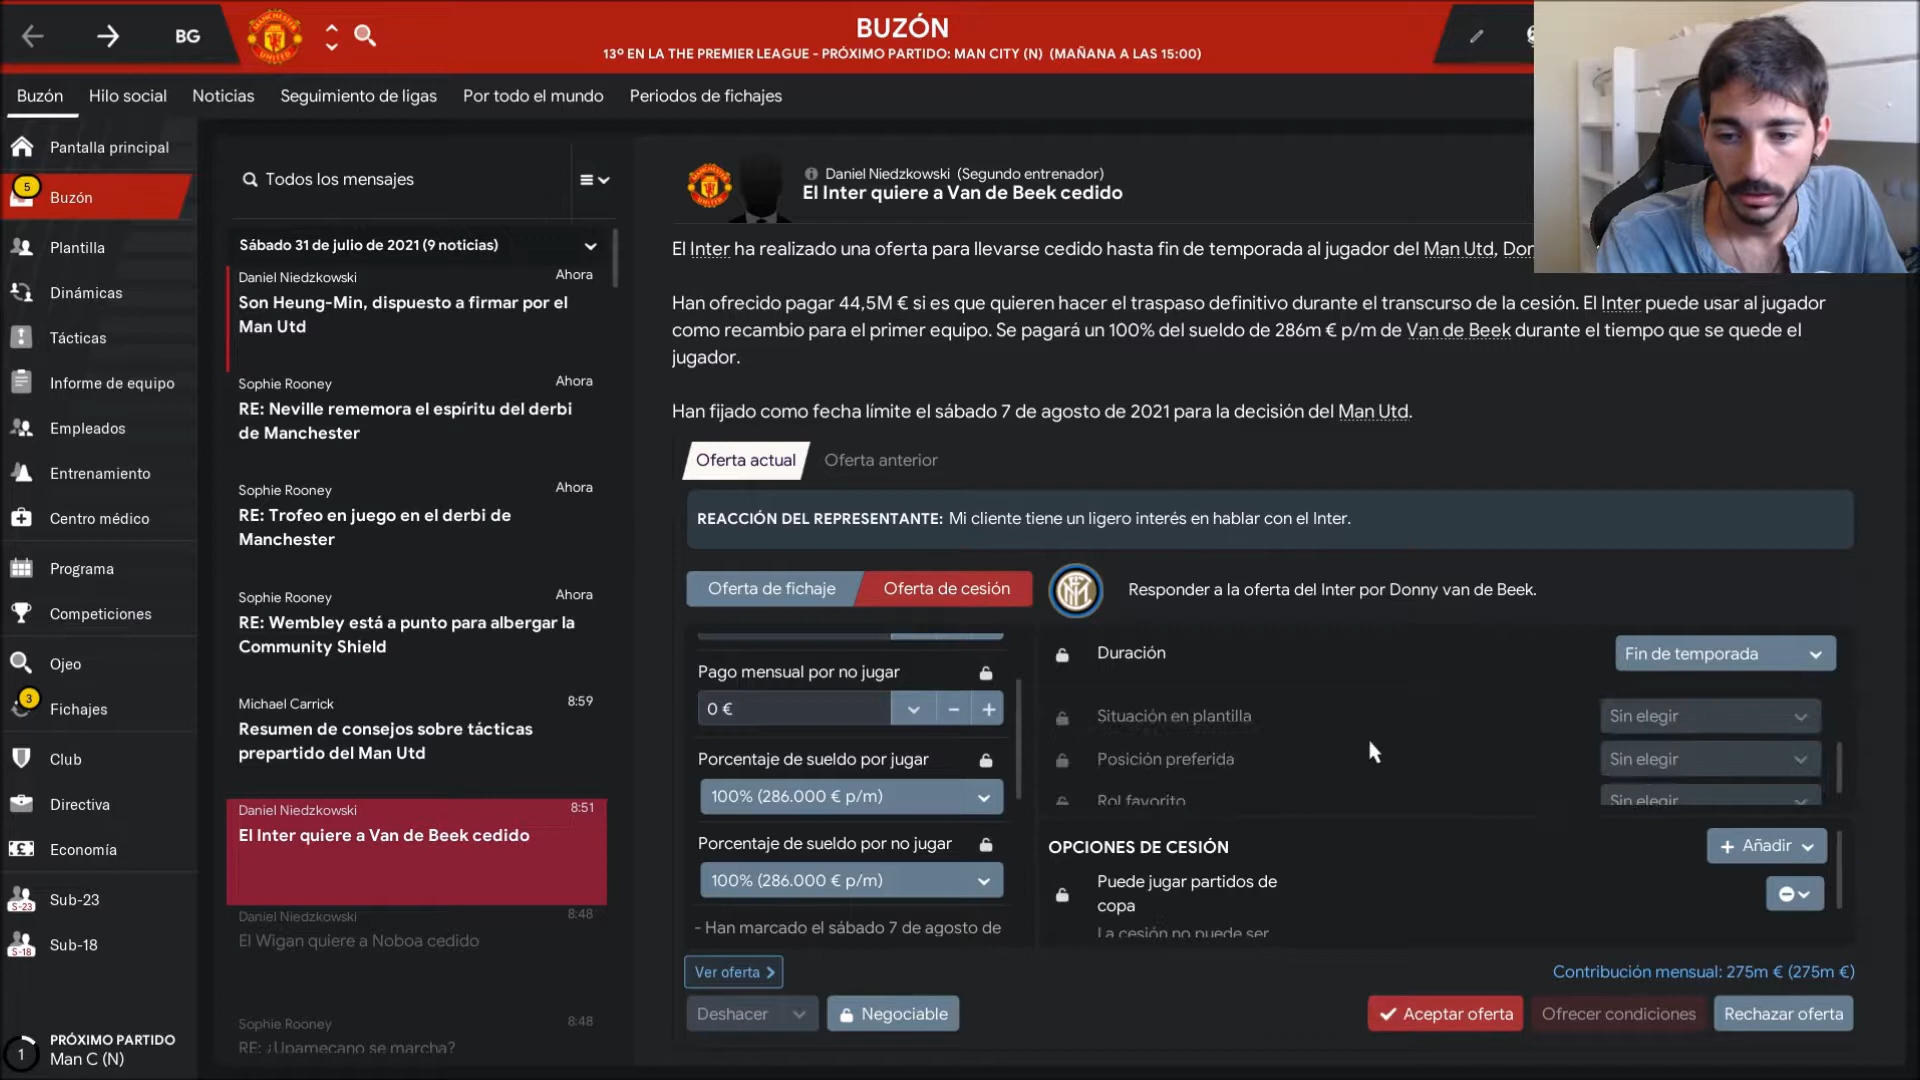 BG
BUZÓN
13º EN LA THE PREMIER LEAGUE - PRÓXIMO PARTIDO: MAN CITY (N) (MAÑANA A LAS 15:00)
Buzón
Hilo social
Noticias
Seguimiento de ligas
Por todo el mundo
Periodos de fichajes
Pantalla principal
5
Buzón
Plantilla
Dinámicas
Tácticas
Informe de equipo
Empleados
Entrenamiento
Centro médico
Programa
Competiciones
Ojeo
3
Fichajes
Club
Directiva
Economía
S-23
Sub-23
S-18
Sub-18
1
PRÓXIMO PARTIDO
Man C (N)
Todos los mensajes
Sábado 31 de julio de 2021 (9 noticias)
Daniel Niedzkowski
Ahora
Son Heung-Min, dispuesto a firmar por el
Man Utd
Sophie Rooney
Ahora
RE: Neville rememora el espíritu del derbi
de Manchester
Sophie Rooney
Ahora
RE: Trofeo en juego en el derbi de
Manchester
Sophie Rooney
Ahora
RE: Wembley está a punto para albergar la
Community Shield
Michael Carrick
8:59
Resumen de consejos sobre tácticas
prepartido del Man Utd
Daniel Niedzkowski
8:51
El Inter quiere a Van de Beek cedido
Daniel Niedzkowski
8:48
El Wigan quiere a Noboa cedido
Sophie Rooney
8:48
RE: ¿Upamecano se marcha?
Daniel Niedzkowski (Segundo entrenador)
El Inter quiere a Van de Beek cedido
El Inter ha realizado una oferta para llevarse cedido hasta fin de temporada al jugador del Man Utd,
Han ofrecido pagar 44,5M € si es que quieren hacer el traspaso definitivo durante el transcurso de la cesión. El Inter puede usar al jugador
como recambio para el primer equipo. Se pagará un 100% del sueldo de 286m € p/m de Van de Beek durante el tiempo que se quede el
jugador.
Han fijado como fecha límite el sábado 7 de agosto de 2021 para la decisión del Man Utd.
Oferta actual
Oferta anterior
REACCIÓN DEL REPRESENTANTE: Mi cliente tiene un ligero interés en hablar con el Inter.
Oferta de fichaje
Oferta de cesión
Responder a la oferta del Inter por Donny van de Beek.
Pago mensual por no jugar
0 €
Porcentaje de sueldo por jugar
100% (286.000 € p/m)
Porcentaje de sueldo por no jugar
100% (286.000 € p/m)
- Han marcado el sábado 7 de agosto de
Duración
Fin de temporada
Situación en plantilla
Sin elegir
Posición preferida
Sin elegir
Rol favorito
Sin elegir
OPCIONES DE CESIÓN
+ Añadir
Puede jugar partidos de
copa
La cesión no puede ser
Ver oferta
Contribución mensual: 275m € (275m €)
Deshacer
Negociable
Aceptar oferta
Ofrecer condiciones
Rechazar oferta